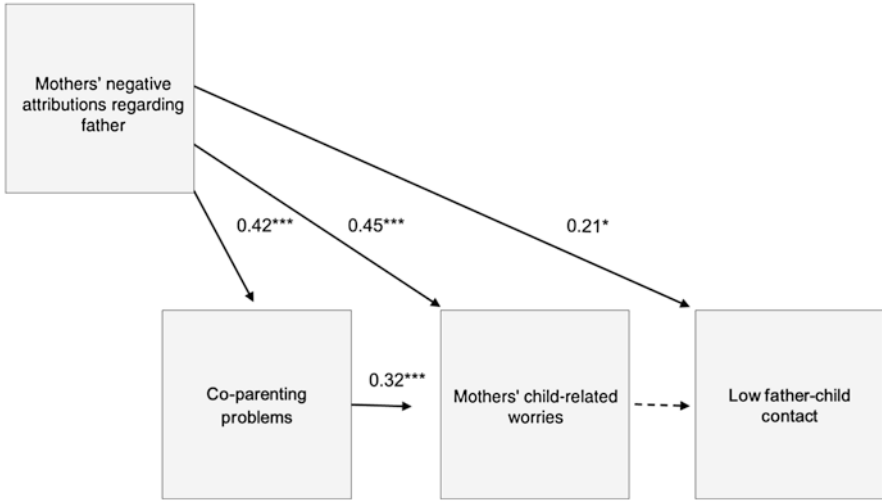 Mothers' negative
attributions regarding
father
0.42***
0.45***
0.21*
0.32***
Co-parenting
problems
Mothers' child-related
worries
Low father-child
contact